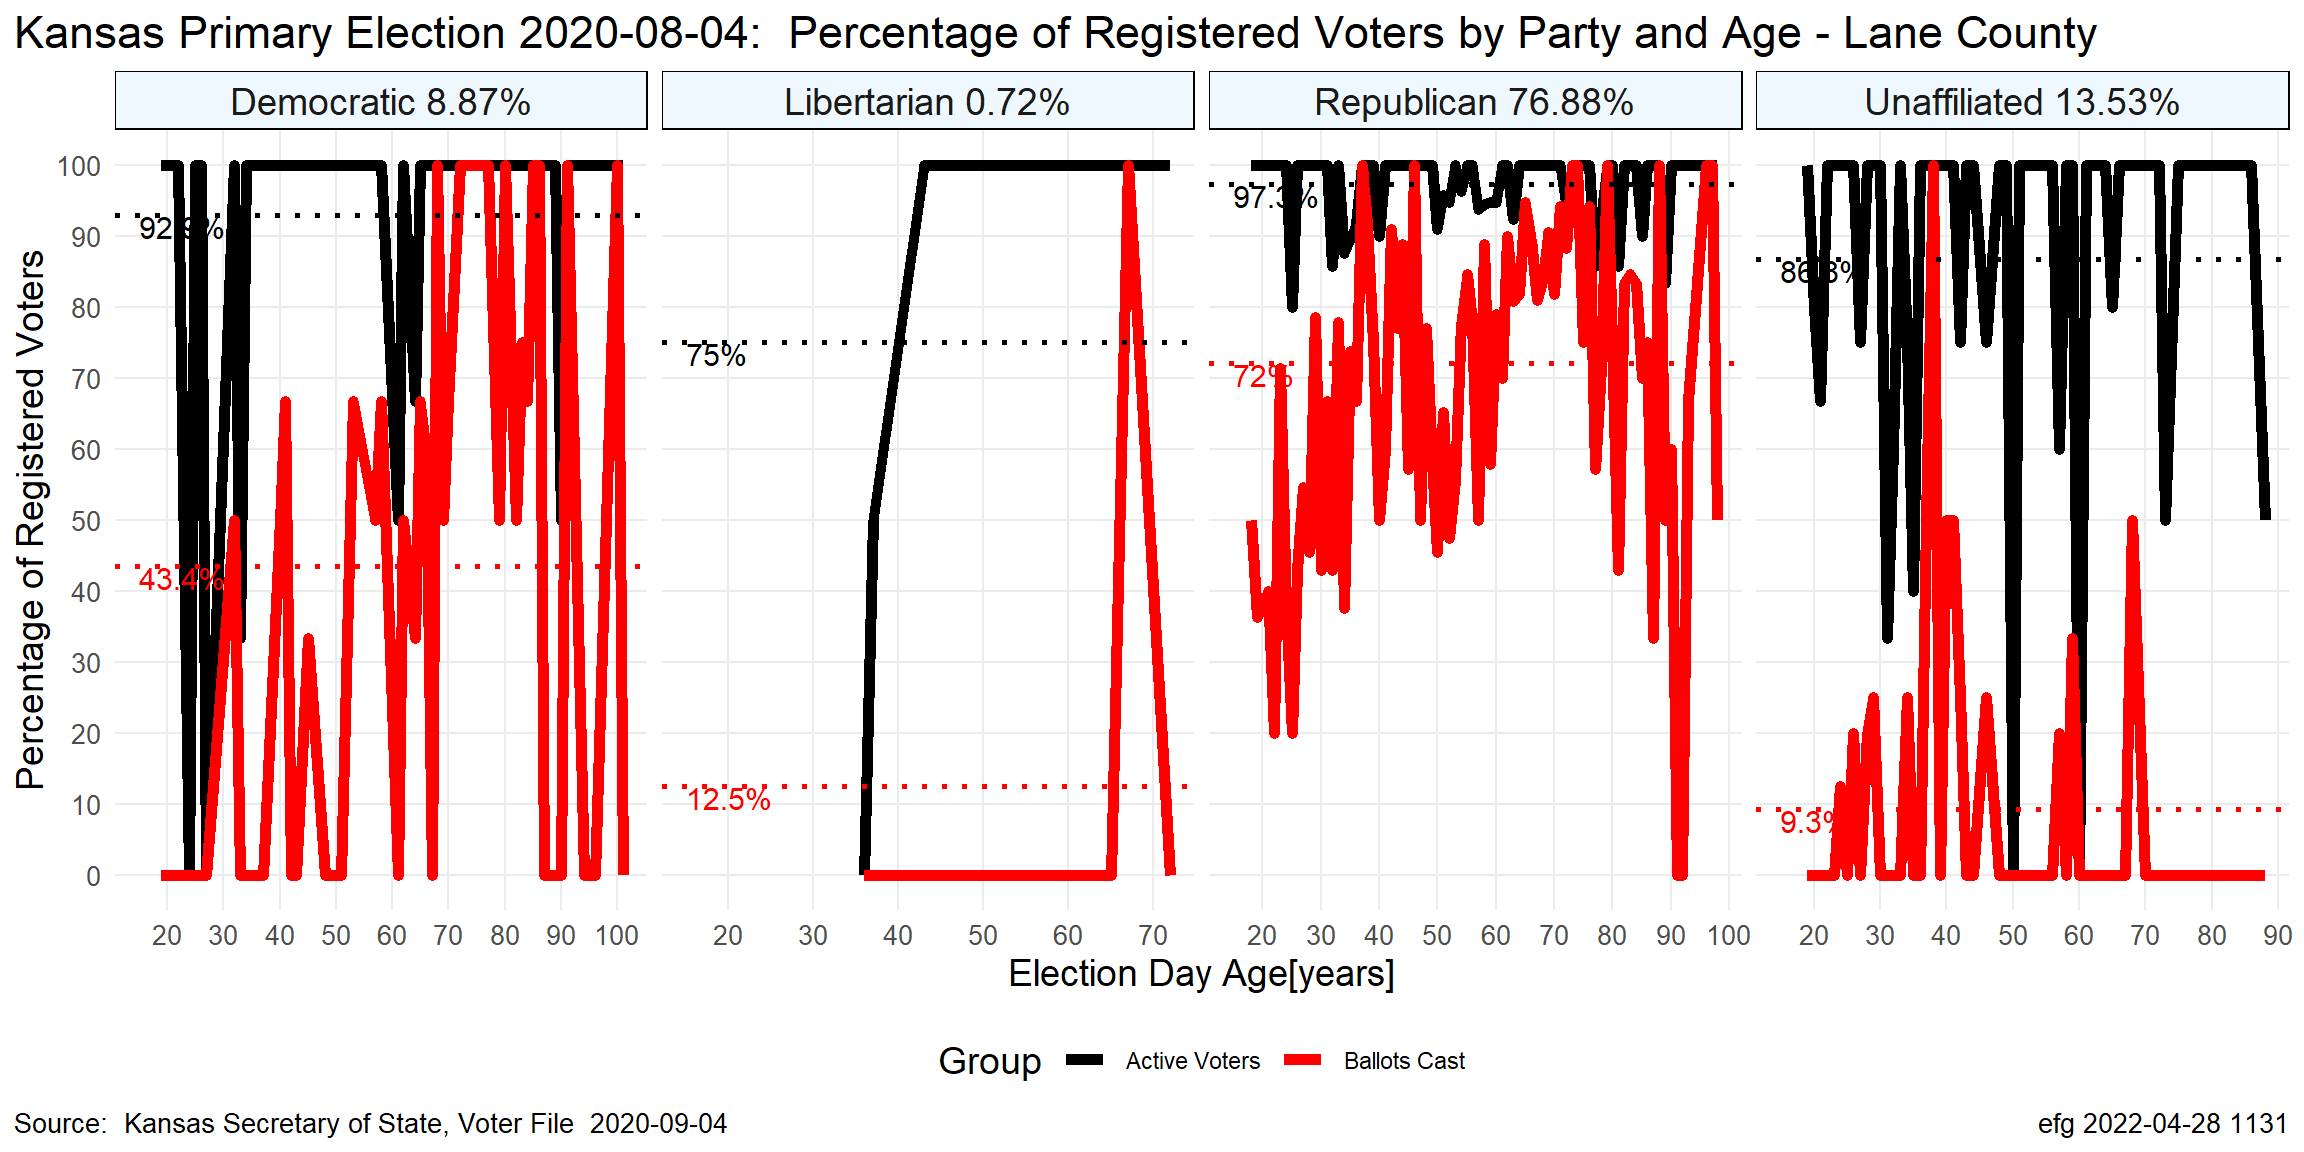 Kansas Primary Election 2020-08-04:  Percentage of Registered Voters by Party and Age - Lane County
Democratic 8.87%
Libertarian 0.72%
Republican 76.88%
Unaffiliated 13.53%
Percentage of Registered Voters
100
90
80
70
60
50
40
30
20
10
0
92.9%
43.4%
75%
12.5%
97.3%
72%
9.3%
20 30 40 50 60 70 80 90 100
20 30 40 50 60 70
20 30 40 50 60 70 80 90 100
20 30 40 50 60 70 80 90
Election Day Age[years]
Group Active Voters Ballots Cast
Source:  Kansas Secretary of State, Voter File  2020-09-04
efg 2022-04-28 1131